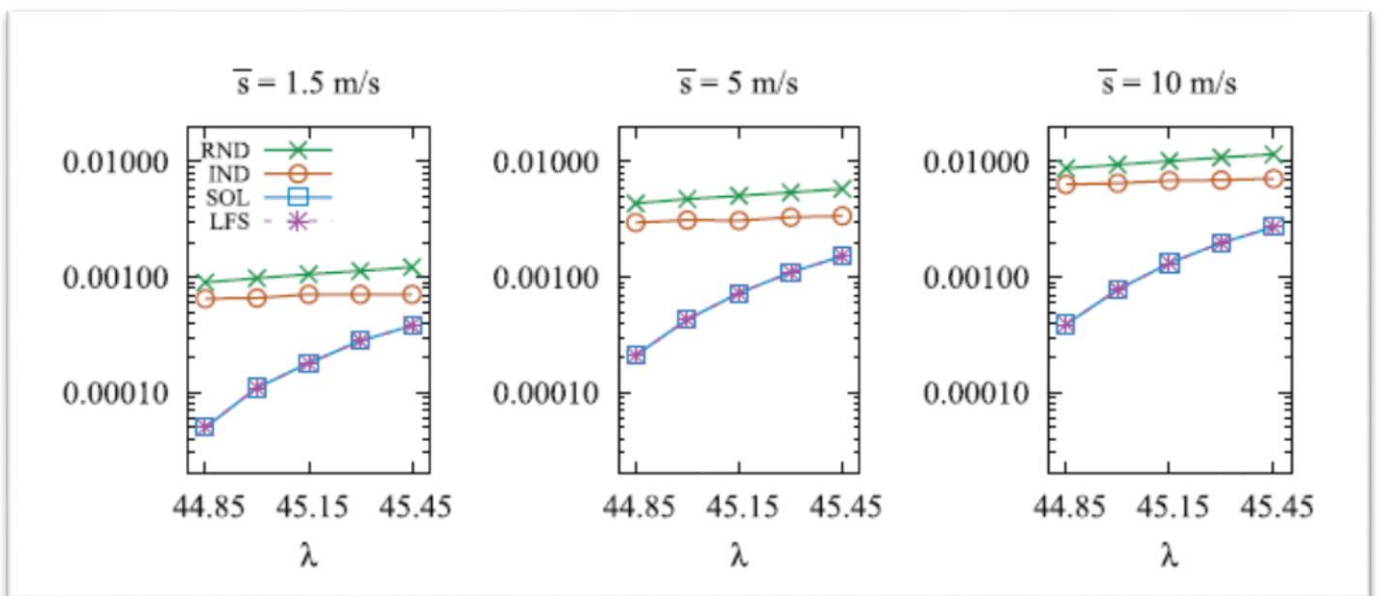 s̅ = 1.5 m/s
0.01000
0.00100
0.00010
RND
IND
SOL
LFS
44.85 45.15 45.45
λ
s̅ = 5 m/s
0.01000
0.00100
0.00010
44.85 45.15 45.45
λ
s̅ = 10 m/s
0.01000
0.00100
0.00010
44.85 45.15 45.45
λ